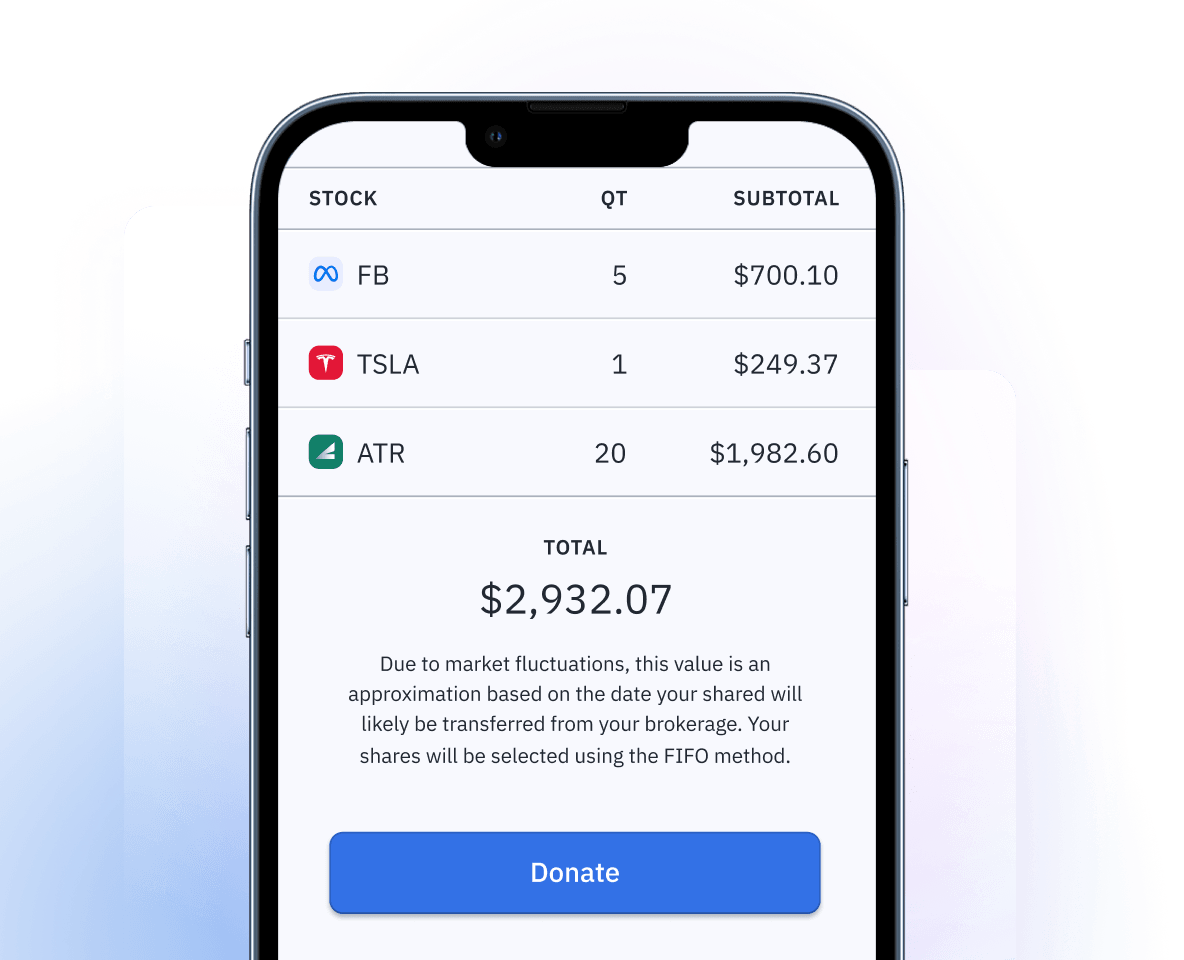 STOCK QT SUBTOTAL
FB 5 $700.10
TSLA 1 $249.37
ATR 20 $1,982.60
TOTAL
$2,932.07
Due to market fluctuations, this value is an
approximation based on the date your shared will
likely be transferred from your brokerage. Your
shares will be selected using the FIFO method.
Donate